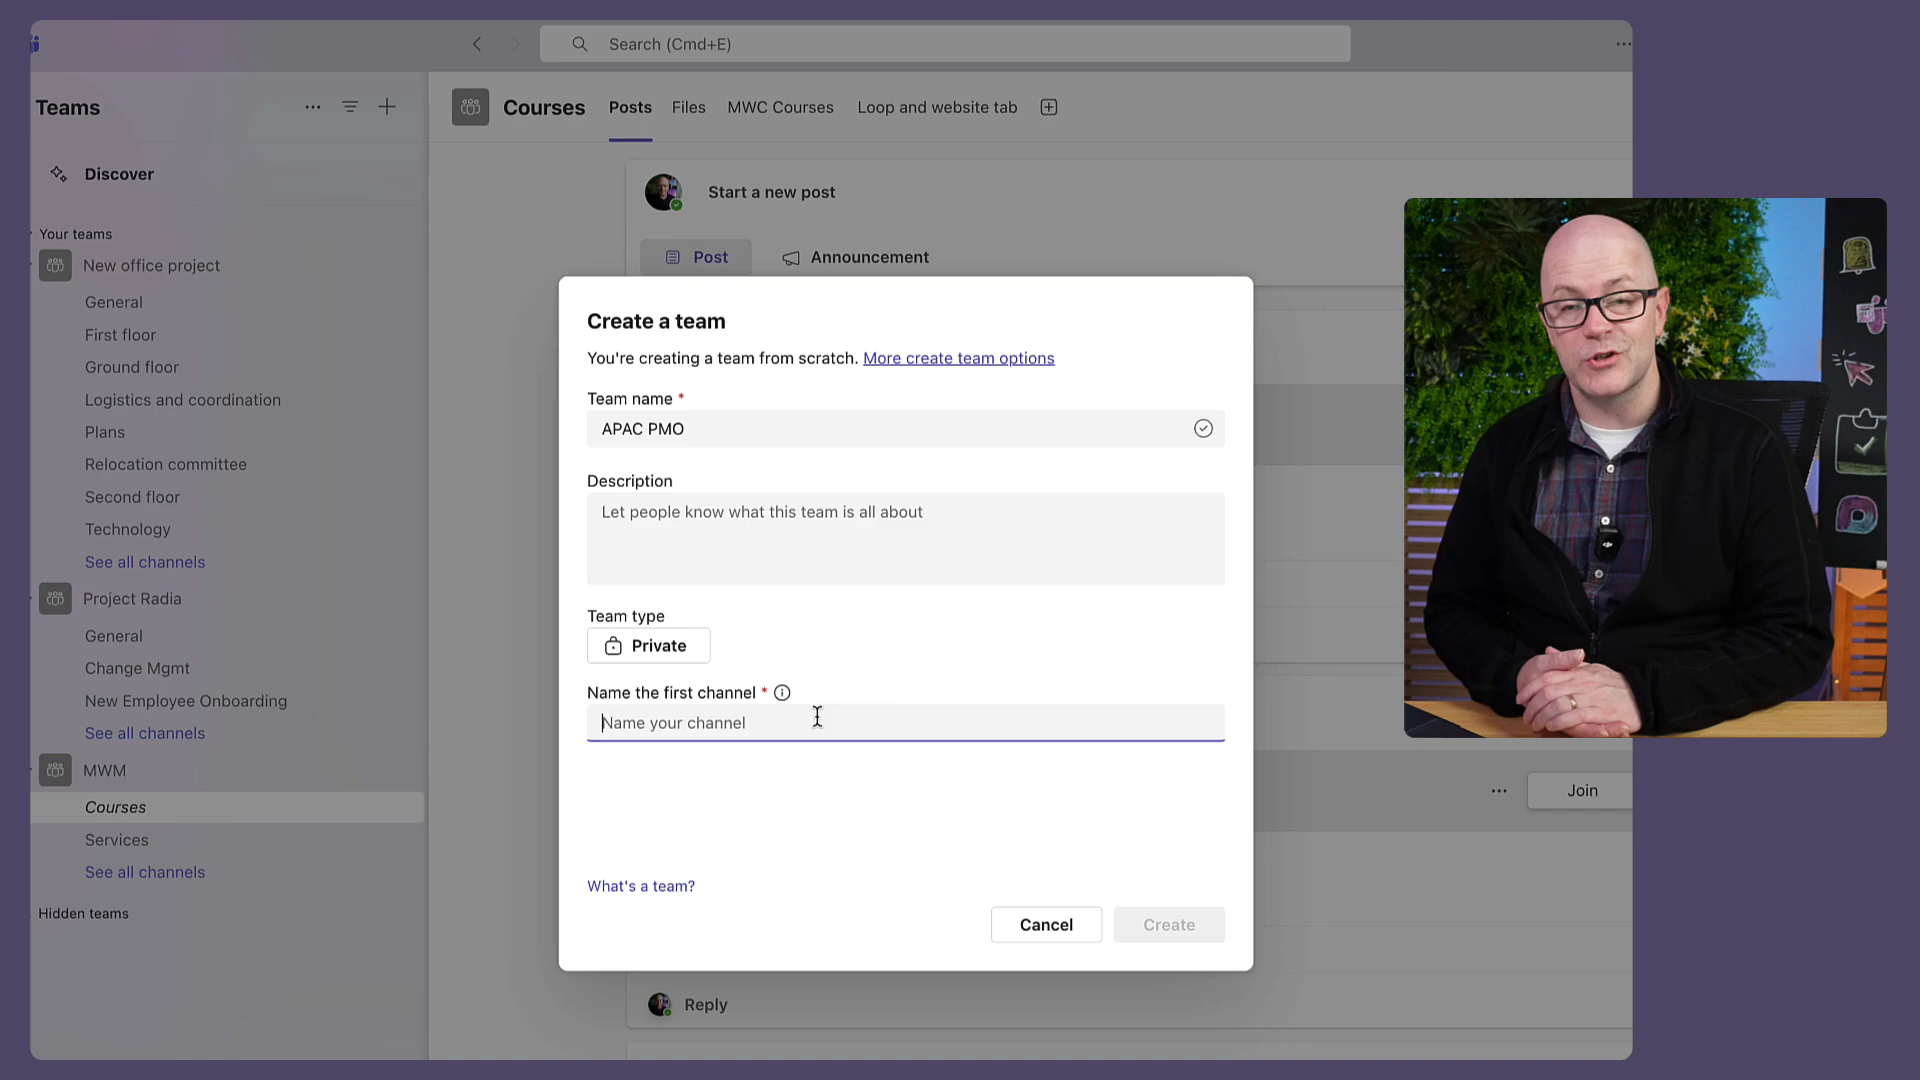 Search (Cmd+E)
Teams
Courses
Posts
Files
MWC Courses
Loop and website tab
Discover
Start a new post
Your teams
Post
Announcement
New office project
General
First floor
Ground floor
Logistics and coordination
Plans
Relocation committee
Second floor
Technology
See all channels
Project Radia
General
Change Mgmt
New Employee Onboarding
See all channels
MWM
Courses
Services
See all channels
Hidden teams
Create a team
You're creating a team from scratch. More create team options
Team name *
APAC PMO
Description
Let people know what this team is all about
Team type
Private
Name the first channel *
Name your channel
What's a team?
Cancel
Create
Join
Reply